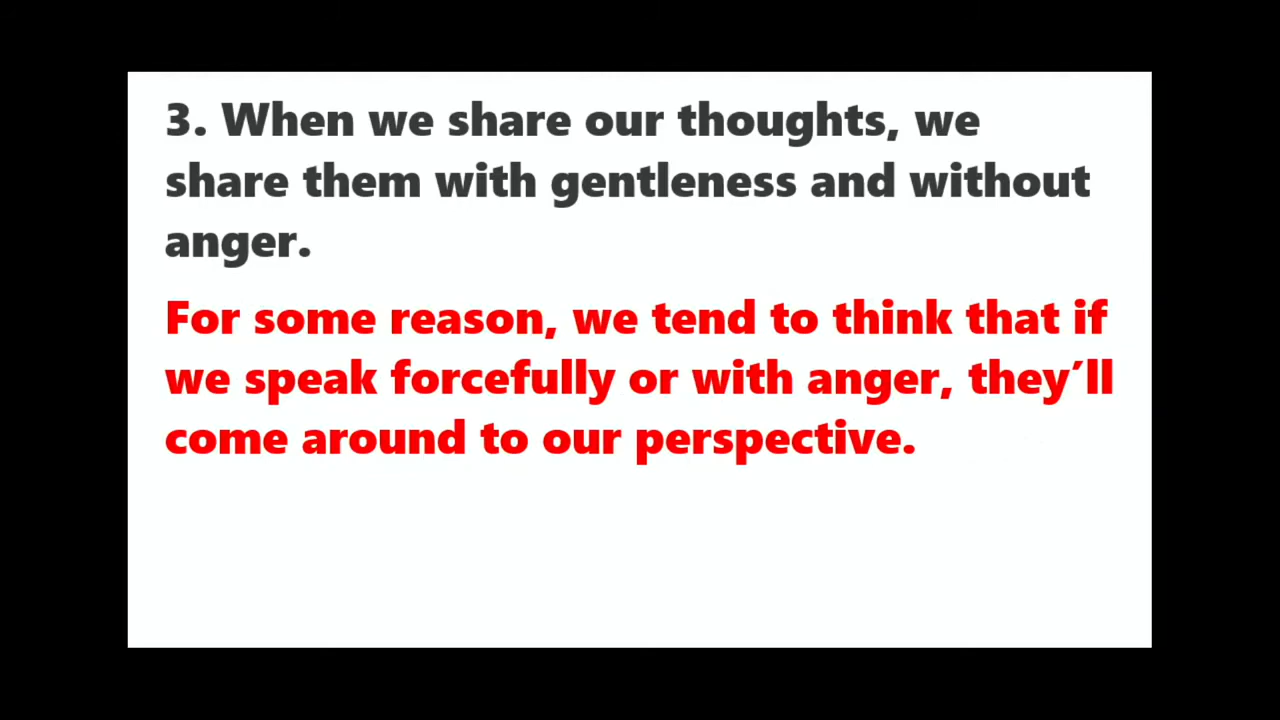 3. When we share our thoughts, we
share them with gentleness and without
anger.
For some reason, we tend to think that if
we speak forcefully or with anger, they’ll
come around to our perspective.